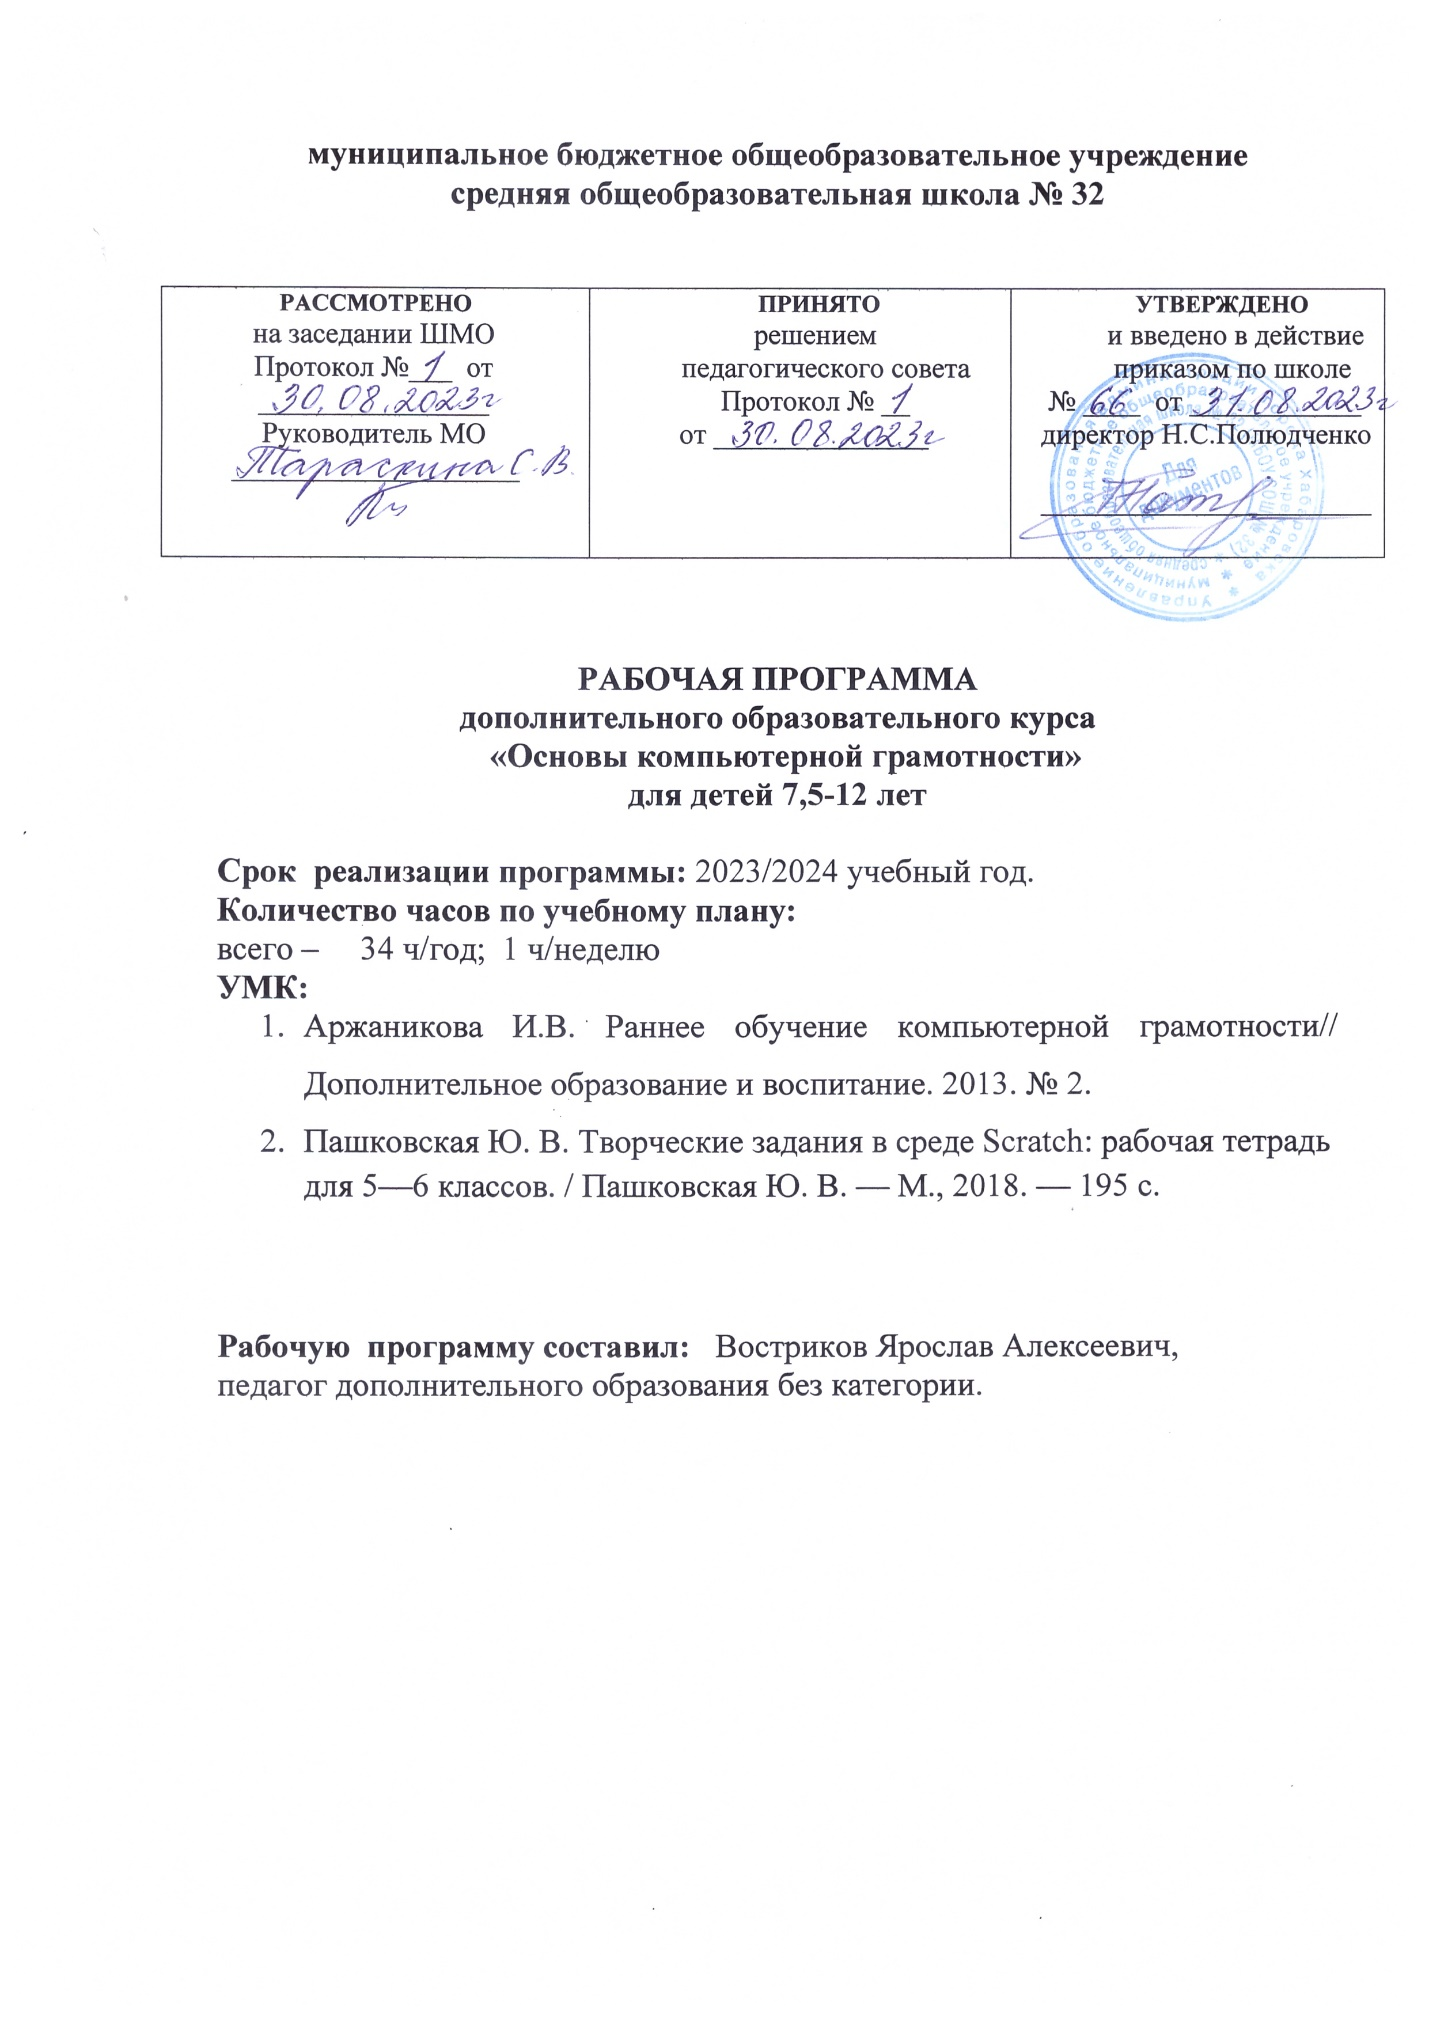 муниципальное бюджетное общеобразовательное учреждение
средняя общеобразовательная школа № 32
РАССМОТРЕНО
на заседании ШМО
Протокол № 1 от
30.08.2023г
Руководитель МО
Тараскина С.В.
ПРИНЯТО
решением
педагогического совета
Протокол № 1
от 30.08.2023г
УТВЕРЖДЕНО
и введено в действие
приказом по школе
№ 66 от 31.08.2023г
директор Н.С.Полюдченко
Для
документов
РАБОЧАЯ ПРОГРАММА
дополнительного образовательного курса
«Основы компьютерной грамотности»
для детей 7,5-12 лет
Срок реализации программы: 2023/2024 учебный год.
Количество часов по учебному плану:
всего – 34 ч/год; 1 ч/неделю
УМК:
1. Аржаникова И.В. Раннее обучение компьютерной грамотности//
Дополнительное образование и воспитание. 2013. № 2.
2. Пашковская Ю. В. Творческие задания в среде Scratch: рабочая тетрадь
для 5—6 классов. / Пашковская Ю. В. — М., 2018. — 195 с.
Рабочую программу составил: Востриков Ярослав Алексеевич,
педагог дополнительного образования без категории.